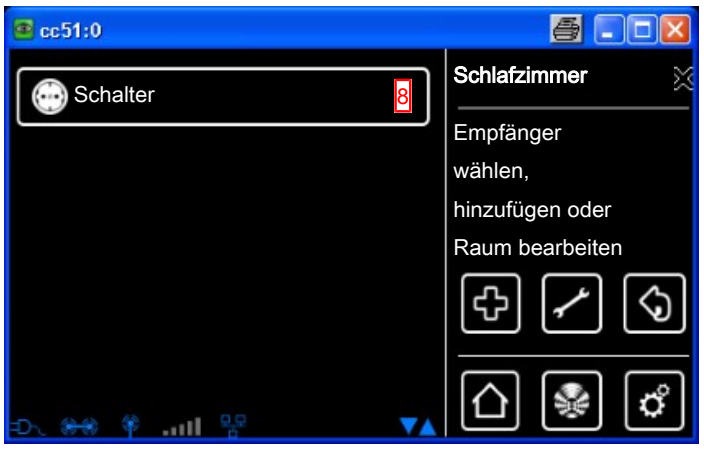 cc51:0
Schalter
8
Schlafzimmer
Empfänger
wählen,
hinzufügen oder
Raum bearbeiten